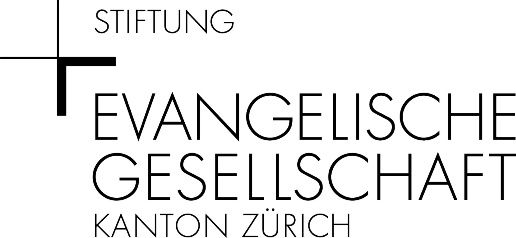 STIFTUNG
EVANGELISCHE
GESELLSCHAFT
KANTON ZÜRICH